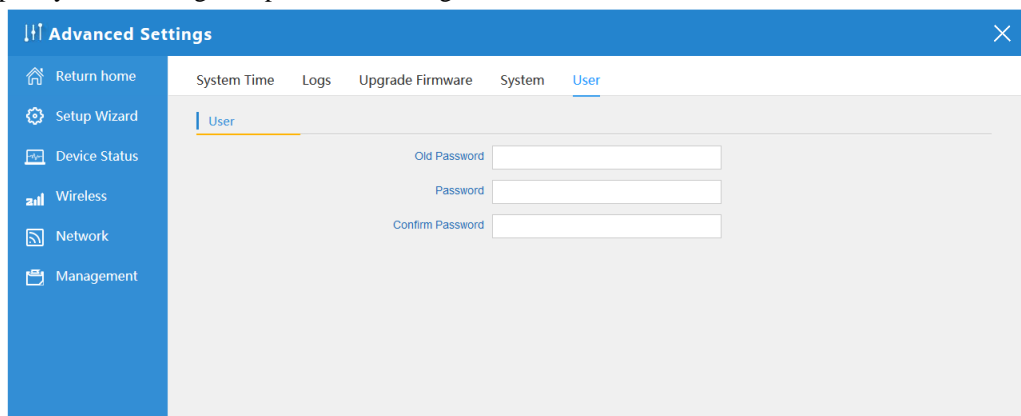 Advanced Settings
Return home
Setup Wizard
Device Status
Wireless
Network
Management
System Time Logs Upgrade Firmware System User
User
Old Password
Password
Confirm Password